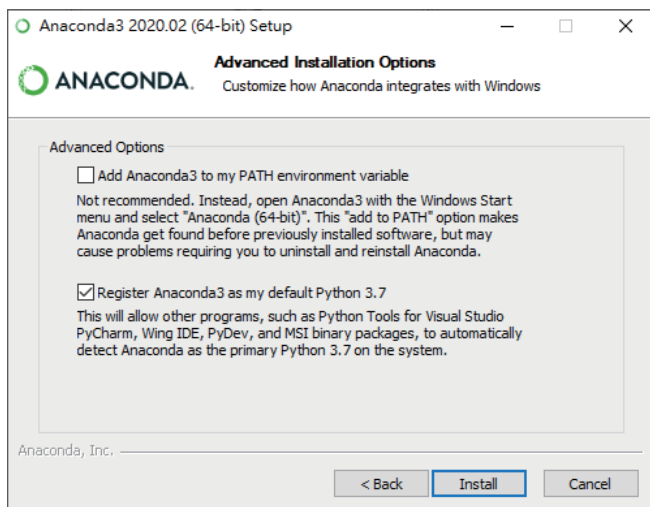 Anaconda3 2020.02 (64-bit) Setup
ANACONDA.
Advanced Installation Options
Customize how Anaconda integrates with Windows
Advanced Options
Add Anaconda3 to my PATH environment variable
Not recommended. Instead, open Anaconda3 with the Windows Start
menu and select "Anaconda (64-bit)". This "add to PATH" option makes
Anaconda get found before previously installed software, but may
cause problems requiring you to uninstall and reinstall Anaconda.
Register Anaconda3 as my default Python 3.7
This will allow other programs, such as Python Tools for Visual Studio
PyCharm, Wing IDE, PyDev, and MSI binary packages, to automatically
detect Anaconda as the primary Python 3.7 on the system.
Anaconda, Inc.
< Back
Install
Cancel